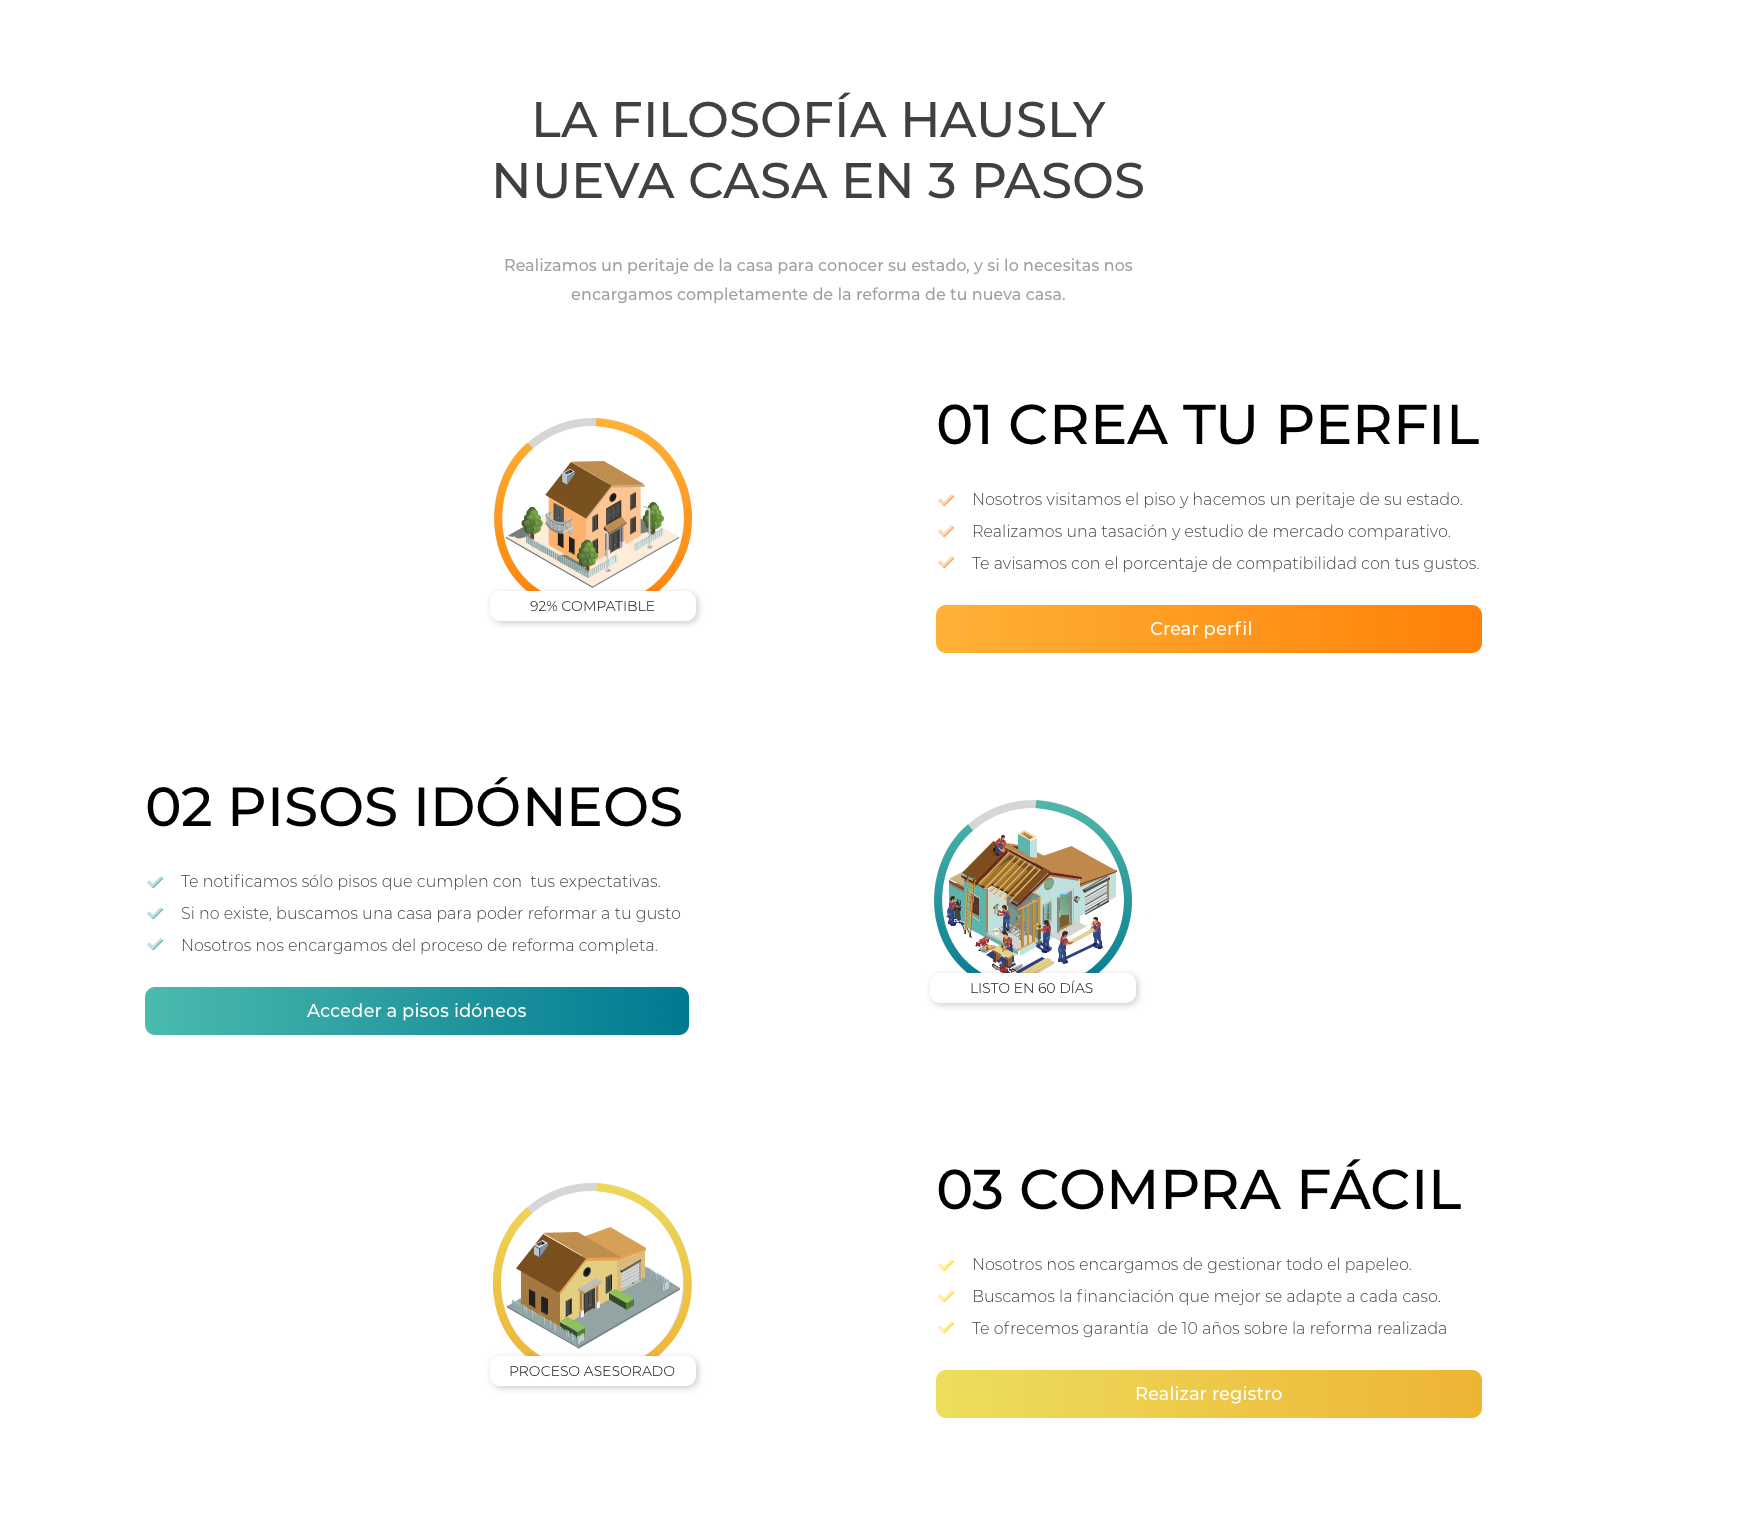 LA FILOSOFÍA HAUSLY
NUEVA CASA EN 3 PASOS
Realizamos un peritaje de la casa para conocer su estado, y si lo necesitas nos
encargamos completamente de la reforma de tu nueva casa.
92% COMPATIBLE
01 CREA TU PERFIL
Nosotros visitamos el piso y hacemos un peritaje de su estado.
Realizamos una tasación y estudio de mercado comparativo.
Te avisamos con el porcentaje de compatibilidad con tus gustos.
Crear perfil
02 PISOS IDÓNEOS
Te notificamos sólo pisos que cumplen con  tus expectativas.
Si no existe, buscamos una casa para poder reformar a tu gusto
Nosotros nos encargamos del proceso de reforma completa.
Acceder a pisos idóneos
LISTO EN 60 DÍAS
PROCESO ASESORADO
03 COMPRA FÁCIL
Nosotros nos encargamos de gestionar todo el papeleo.
Buscamos la financiación que mejor se adapte a cada caso.
Te ofrecemos garantía  de 10 años sobre la reforma realizada
Realizar registro